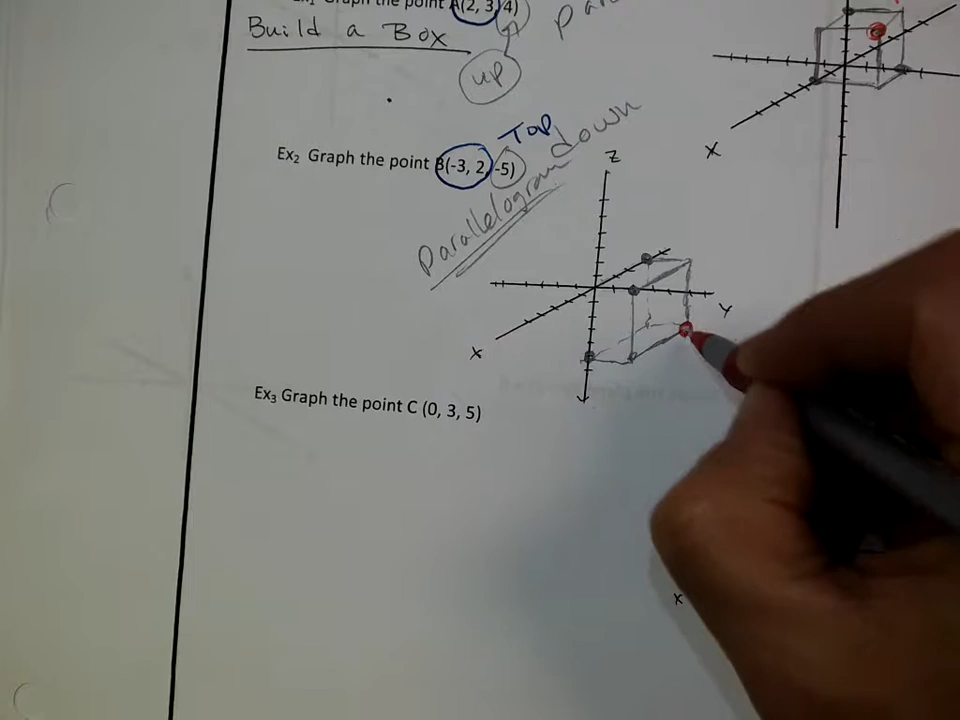 Graph the point A(2, 3, 4)
Build a Box
up
Ex2 Graph the point B(-3, 2, -5)
Top
Parallelogram down
Z
X
Y
X
Ex3 Graph the point C (0, 3, 5)
x